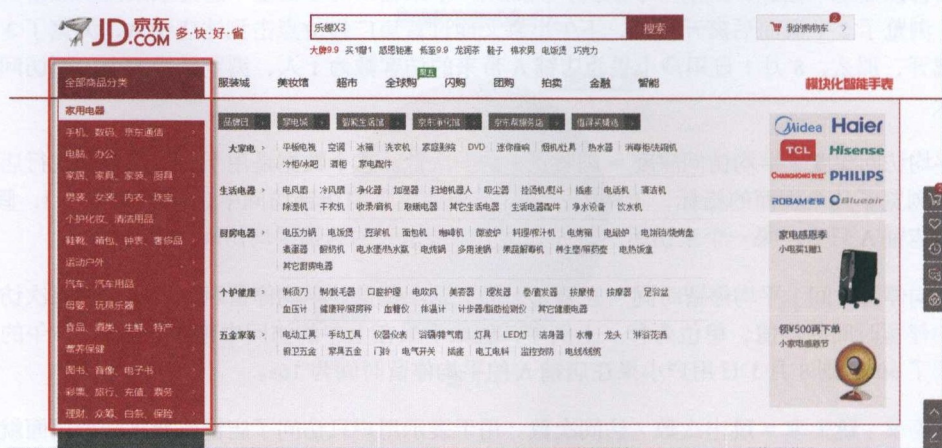 JD 京东
.COM 多·快·好·省
乐檬X3
搜索
我的购物车
2
大牌9.9 买1赠1 低至9.9 龙润茶 鞋子 棉衣男 电饭煲 巧克力
全部商品分类
服装城 美妆馆 超市 全球购 闪购 团购 拍卖 金融 智能
模块化智能手表
家用电器
手机、数码、京东通信
电脑、办公
家居、家具、家装、厨具
男装、女装、内衣、珠宝
个护化妆、清洁用品
鞋靴、箱包、钟表、奢侈品
运动户外
汽车、汽车用品
母婴、玩具乐器
食品、酒类、生鲜、特产
营养保健
图书、音像、电子书
彩票、旅行、充值、票务
理财、众筹、白条、保险
品牌日 家电城 智能生活馆 京东净化馆 京东帮服务店 值得买精选
大家电 平板电视 空调 冰箱 洗衣机 家庭影院 DVD 迷你音响 烟机/灶具 热水器 消毒柜/洗碗机
冷柜/冰吧 酒柜 家电配件
生活电器 电风扇 冷风扇 净化器 加湿器 扫地机器人 吸尘器 挂烫机/熨斗 插座 电话机 清洁机
除湿机 干衣机 收录/音机 取暖电器 其它生活电器 生活电器配件 净水设备 饮水机
厨房电器 电压力锅 电饭煲 豆浆机 面包机 咖啡机 微波炉 料理/榨汁机 电烤箱 电磁炉 电饼铛/烧烤盘
煮蛋器 酸奶机 电水壶/热水瓶 电炖锅 多用途锅 果蔬解毒机 养生壶/煎药壶 电热饭盒
其它厨房电器
个护健康 剃须刀 剃/脱毛器 口腔护理 电吹风 美容器 理发器 卷/直发器 按摩椅 按摩器 足浴盆
血压计 健康秤/厨房秤 血糖仪 体温计 计步器/脂肪检测仪 其它健康电器
五金家装 电动工具 手动工具 仪器仪表 浴霸/排气扇 灯具 LED灯 洁身器 水槽 龙头 淋浴花洒
厨卫五金 家具五金 门铃 电气开关 插座 电工电料 监控安防 电线/线缆
Midea Haier
TCL Hisense
CHANGHONG长虹 PHILIPS
ROBAM老板 Blueair
家电感恩季
小电买1赠1
领¥500再下单
小家电感恩节